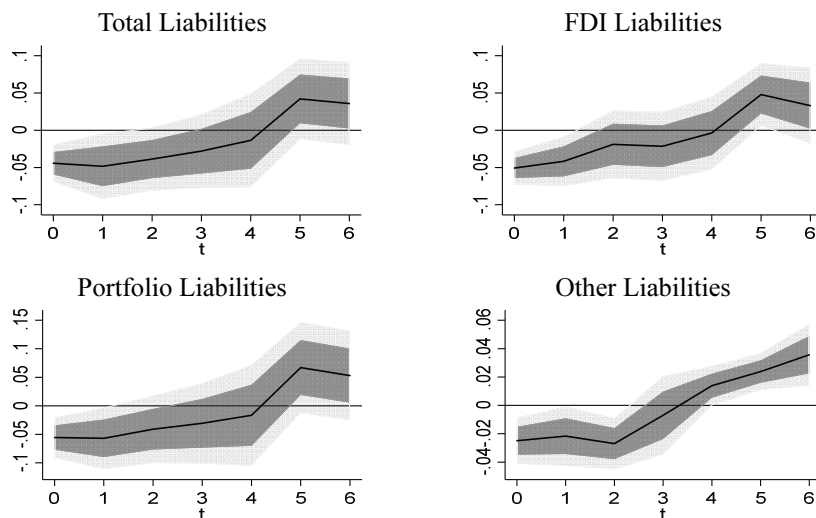 Total Liabilities
.1
.05
0
-.05
-.1
0 1 2 3 4 5 6
t
FDI Liabilities
.1
.05
0
-.05
-.1
0 1 2 3 4 5 6
t
Portfolio Liabilities
.15
.1
.05
0
-.05
-.1
0 1 2 3 4 5 6
t
Other Liabilities
.06
.04
.02
0
-.02
-.04
0 1 2 3 4 5 6
t